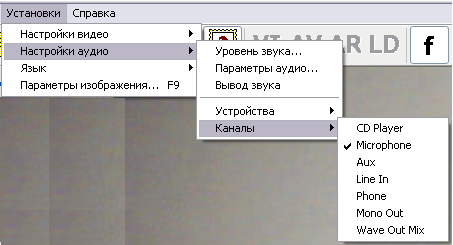 Установки Справка
VT AV AR LD f
Настройки видео
Настройки аудио
Язык
Параметры изображения... F9
Уровень звука...
Параметры аудио...
Вывод звука
Устройства
Каналы
CD Player
Microphone
Aux
Line In
Phone
Mono Out
Wave Out Mix